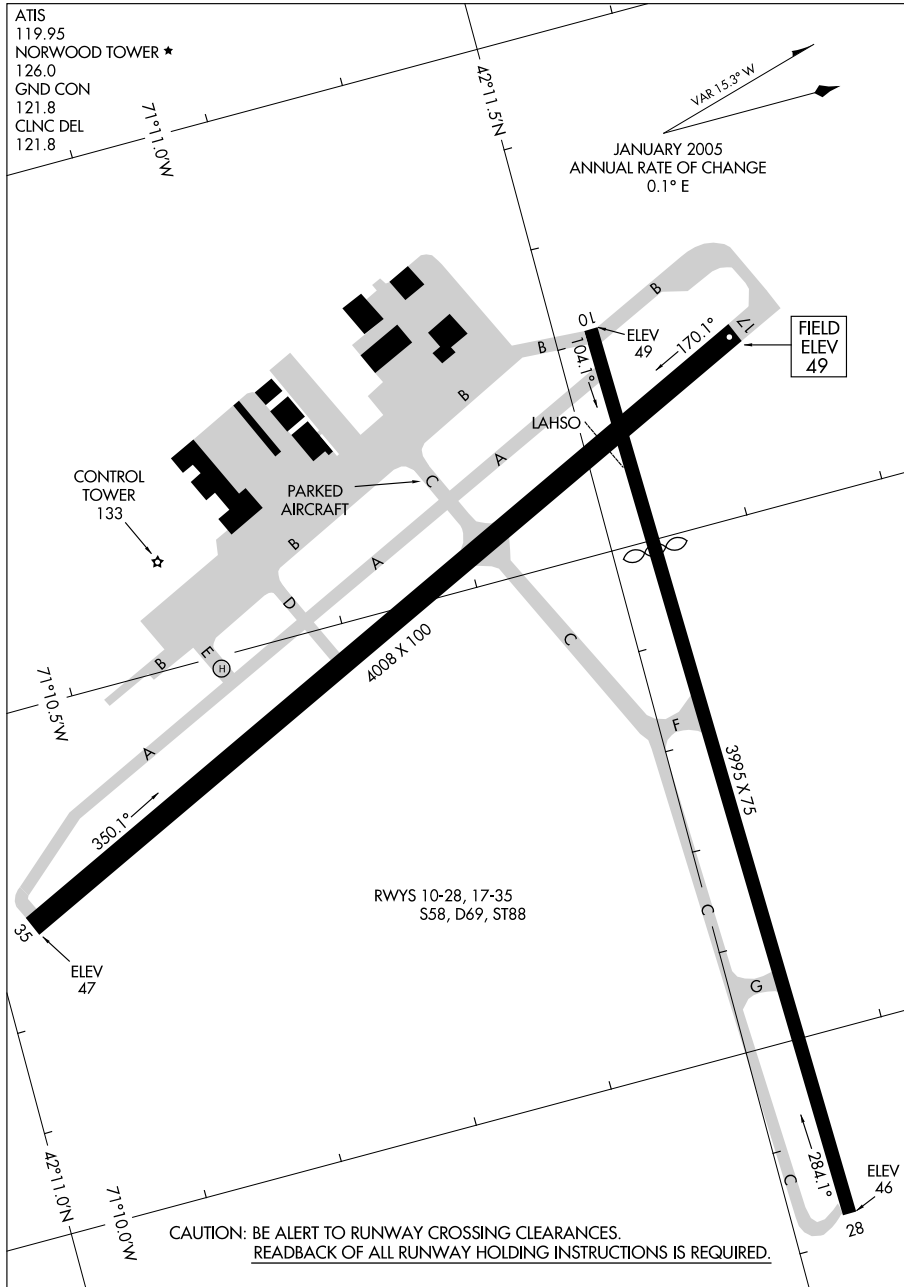 ATIS
119.95
NORWOOD TOWER ★
126.0
GND CON
121.8
CLNC DEL
121.8
71°11.0'W
42°11.5'N
VAR 15.3° W
JANUARY 2005
ANNUAL RATE OF CHANGE
0.1° E
B
17
FIELD
ELEV
49
10
ELEV
49
170.1°
104.1°
B
B
LAHSO
A
C
PARKED
AIRCRAFT
CONTROL
TOWER
133
B
A
D
C
E
H
B
4008 X 100
71°10.5'W
F
A
3995 X 75
350.1°
RWYS 10-28, 17-35
S58, D69, ST88
C
35
ELEV
47
G
284.1°
C
ELEV
46
28
42°11.0'N
71°10.0'W
CAUTION: BE ALERT TO RUNWAY CROSSING CLEARANCES.
READBACK OF ALL RUNWAY HOLDING INSTRUCTIONS IS REQUIRED.